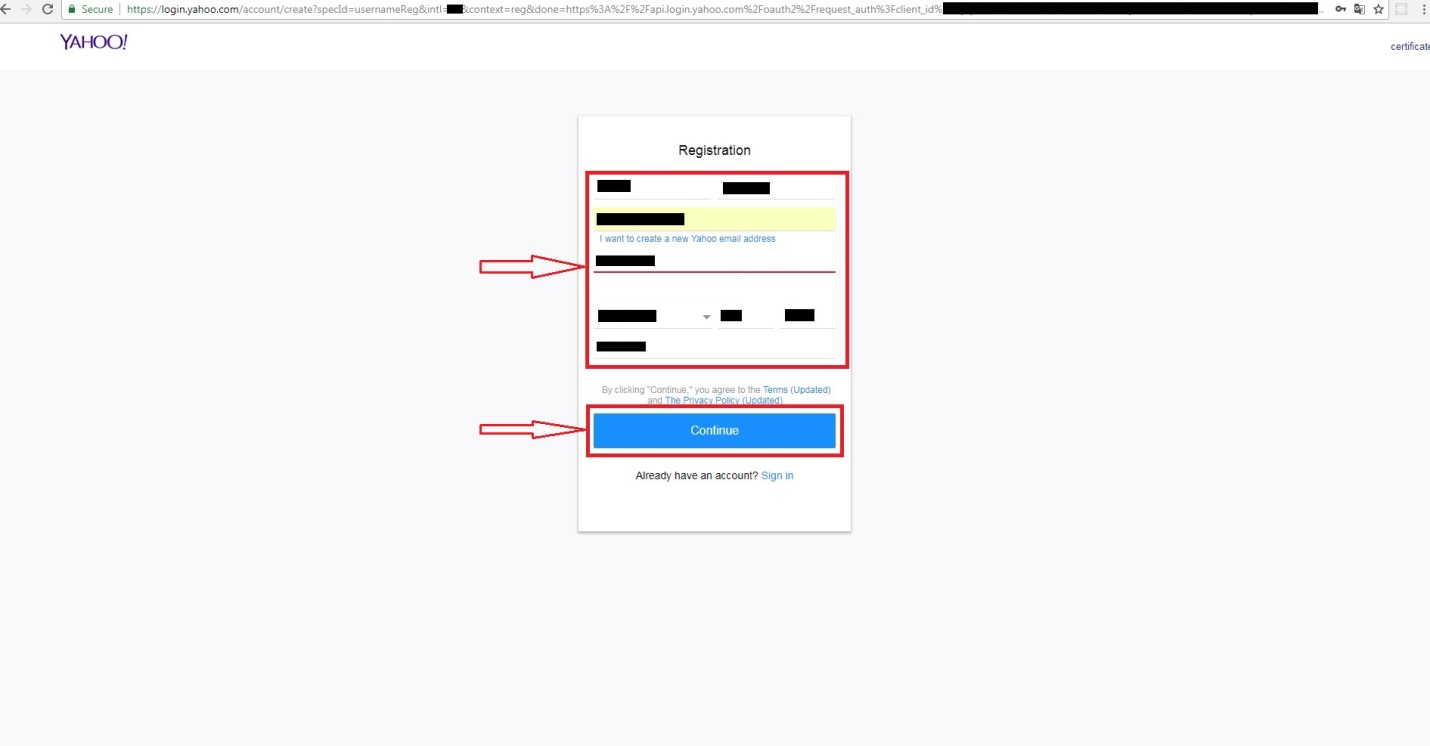 Secure | https://login.yahoo.com/account/create?specId=usernameReg&intl= &context=reg&done=https%3A%2F%2Fapi.login.yahoo.com%2Foauth2%2Frequest_auth%3Fclient_id%
YAHOO!
certificate
Registration
I want to create a new Yahoo email address
By clicking "Continue," you agree to the Terms (Updated)
and The Privacy Policy (Updated).
Continue
Already have an account? Sign in